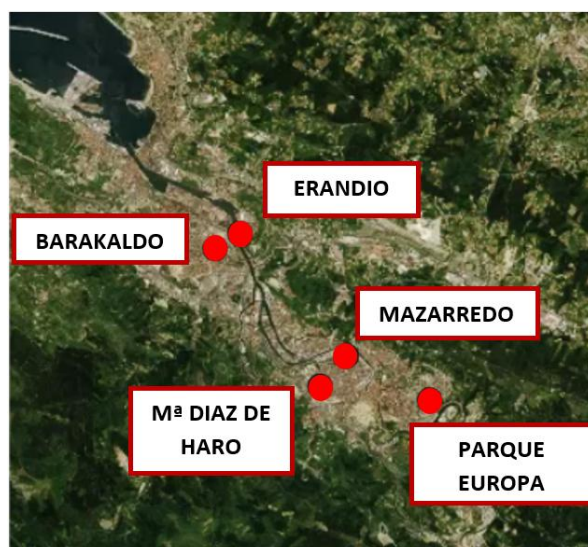 ERANDIO
BARAKALDO
MAZARREDO
Mª DIAZ DE
HARO
PARQUE
EUROPA